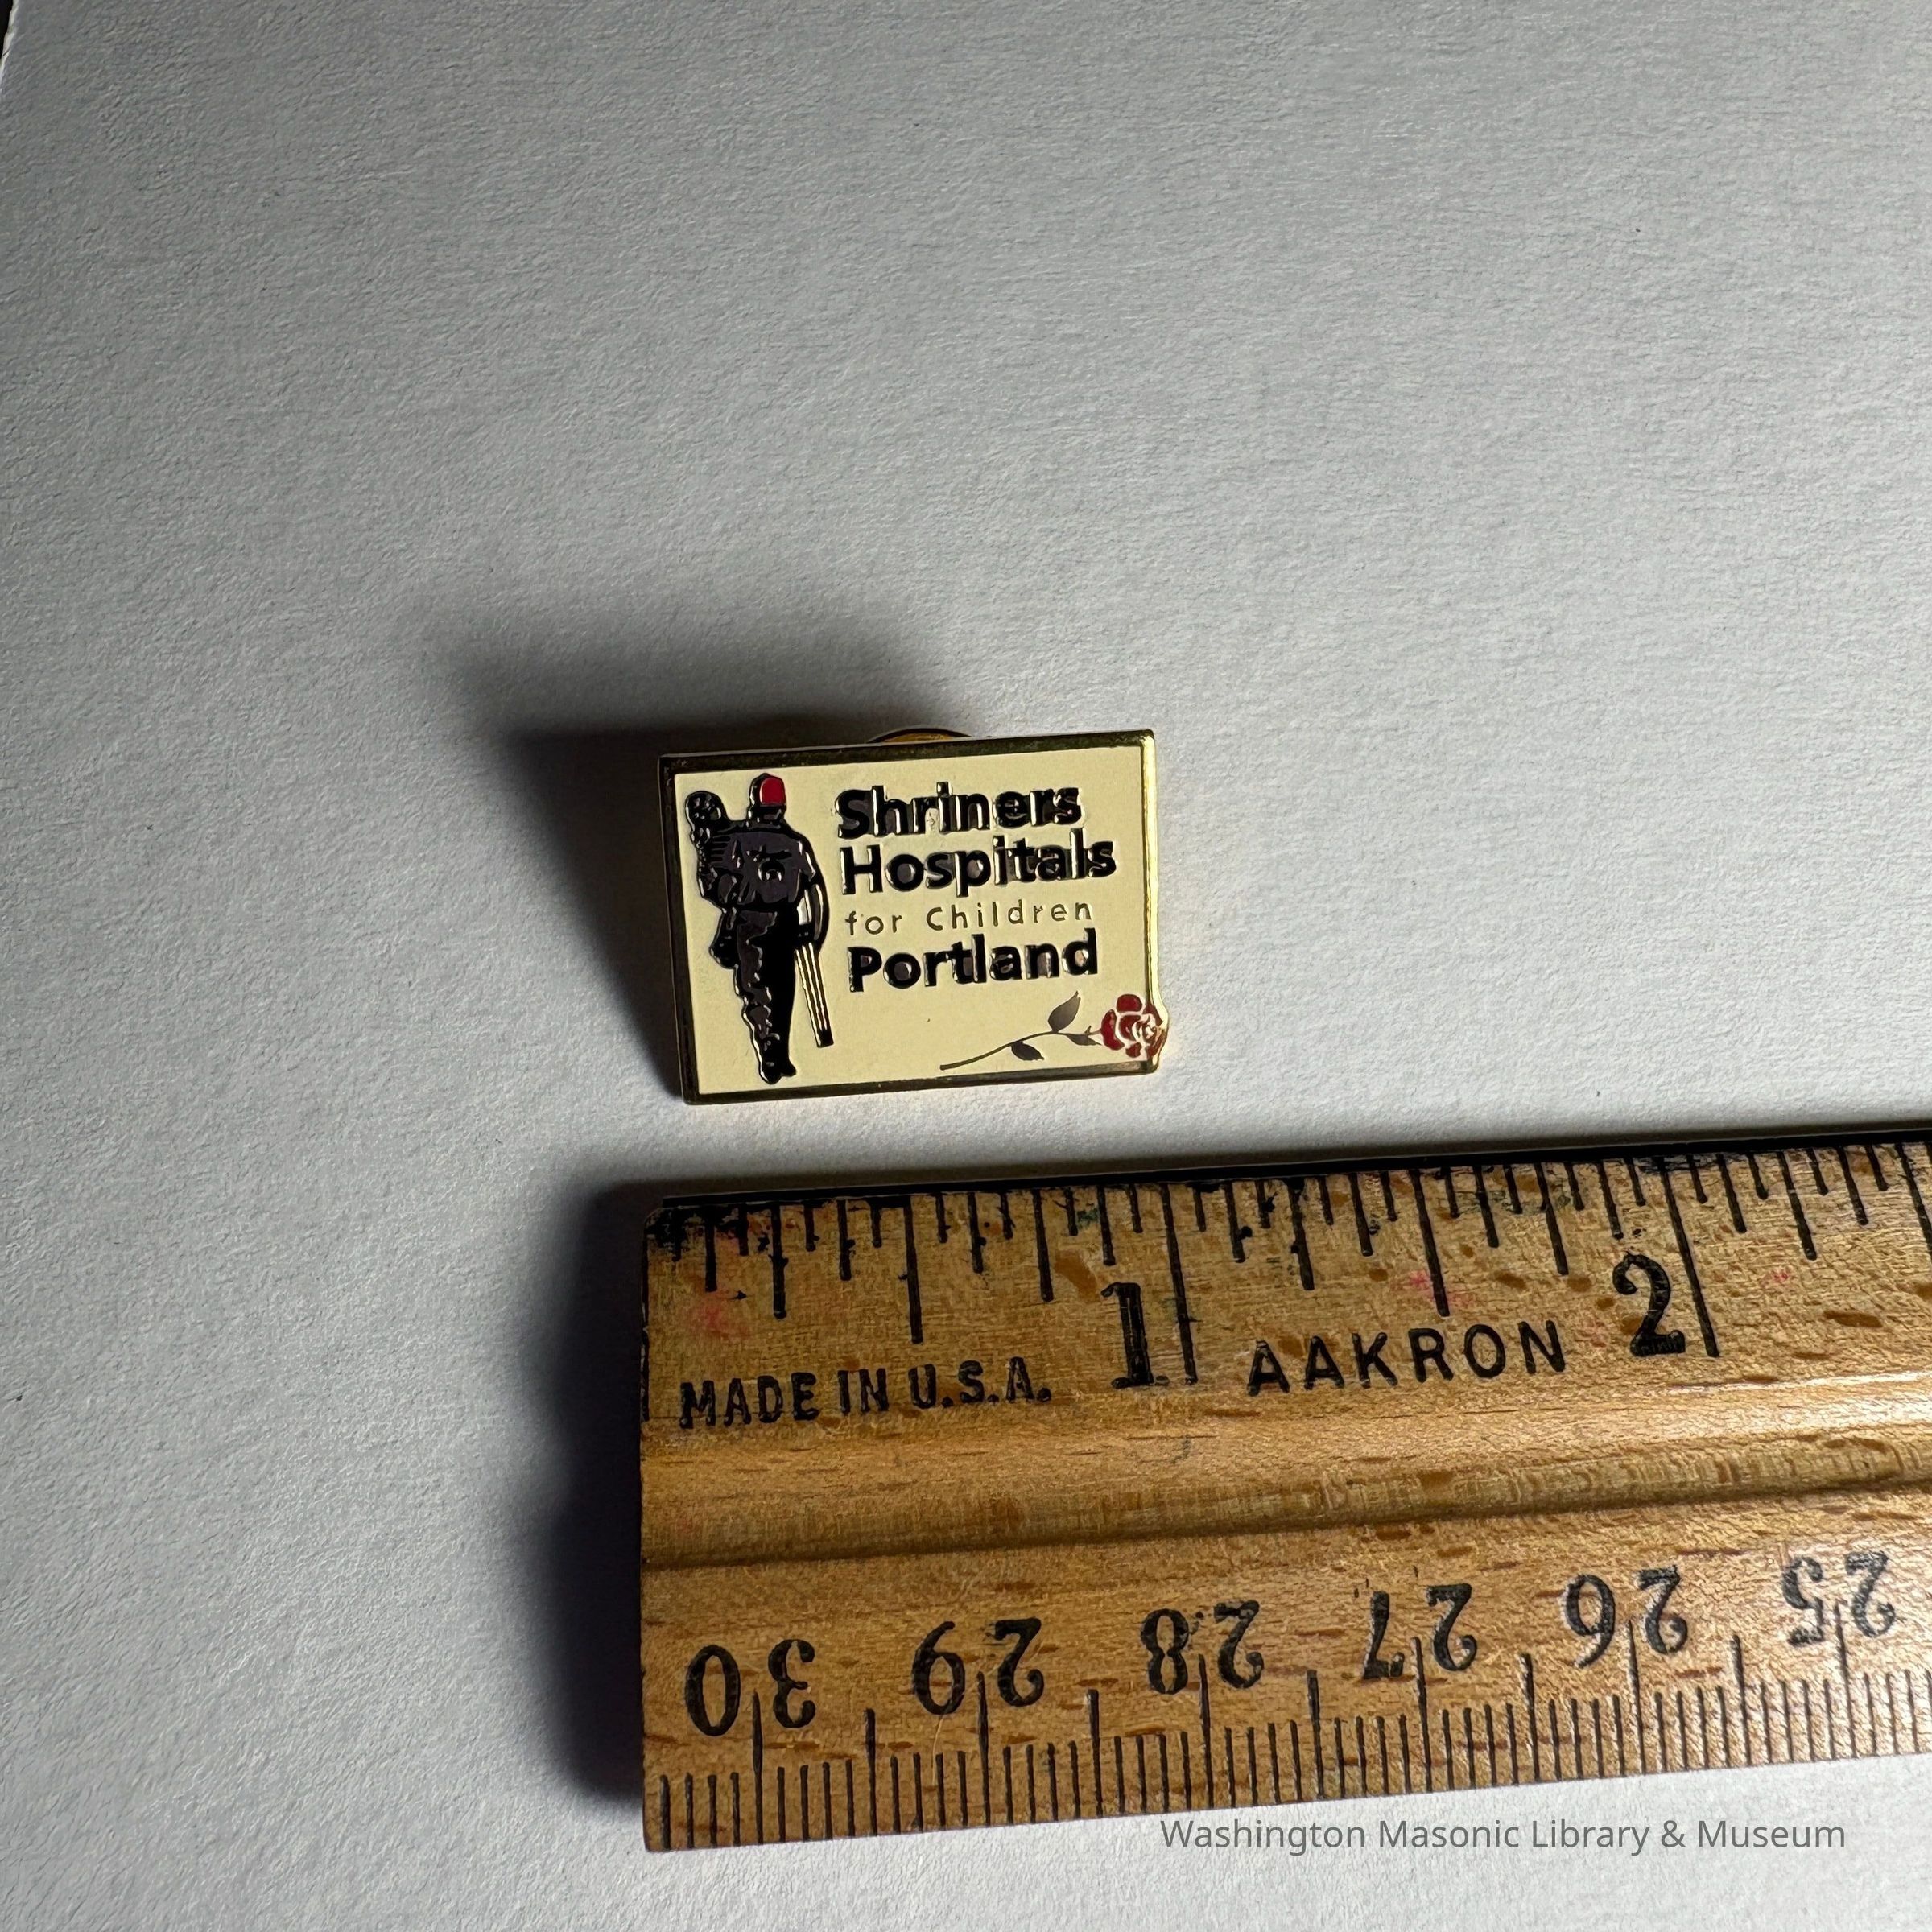 Shriners
Hospitals
for Children
Portland
1 2
MADE IN U.S.A. AAKRON
30 29 28 27 26 25
Washington Masonic Library & Museum